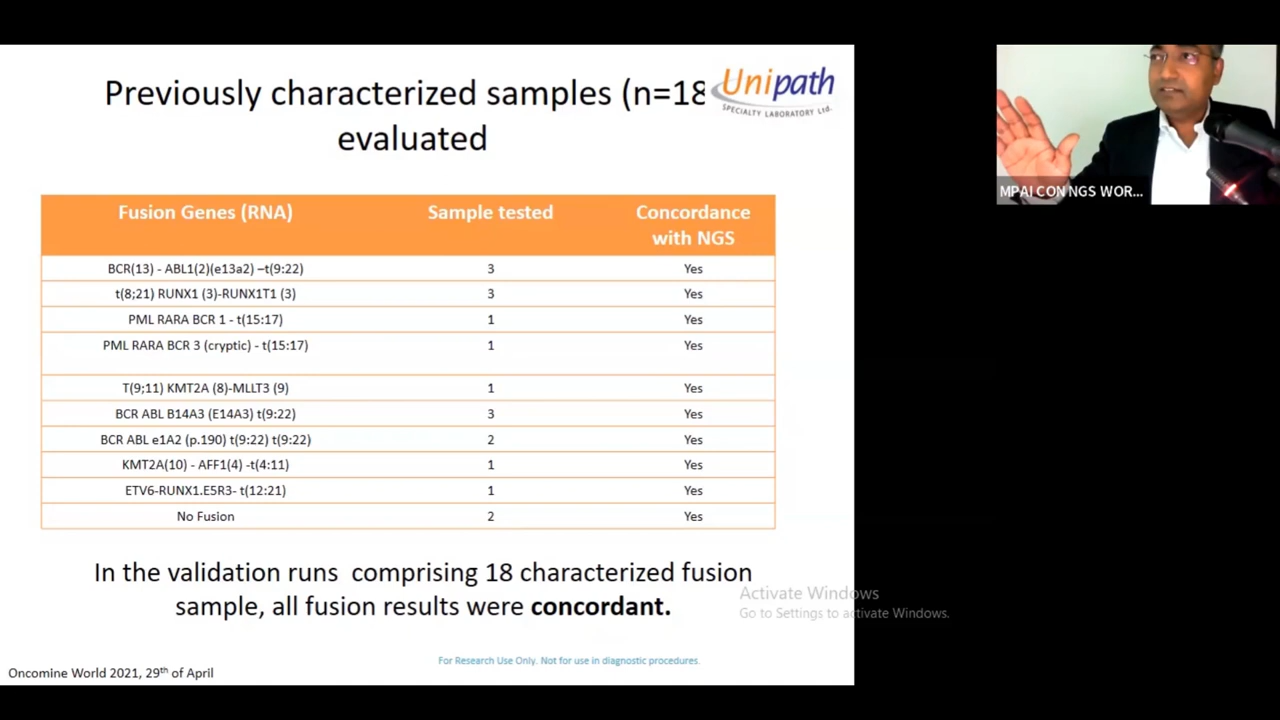 Previously characterized samples (n=18
evaluated
Unipath
SPECIALTY LABORATORY Ltd.
Fusion Genes (RNA) Sample tested Concordance
with NGS
BCR(13) - ABL1(2)(e13a2) –t(9:22) 3 Yes
t(8;21) RUNX1 (3)-RUNX1T1 (3) 3 Yes
PML RARA BCR 1 - t(15:17) 1 Yes
PML RARA BCR 3 (cryptic) - t(15:17) 1 Yes
T(9;11) KMT2A (8)-MLLT3 (9) 1 Yes
BCR ABL B14A3 (E14A3) t(9:22) 3 Yes
BCR ABL e1A2 (p.190) t(9:22) t(9:22) 2 Yes
KMT2A(10) - AFF1(4) -t(4:11) 1 Yes
ETV6-RUNX1.E5R3- t(12:21) 1 Yes
No Fusion 2 Yes
In the validation runs comprising 18 characterized fusion
sample, all fusion results were concordant.
For Research Use Only. Not for use in diagnostic procedures.
Oncomine World 2021, 29th of April
MPAI CON NGS WOR...
Activate Windows
Go to Settings to activate Windows.